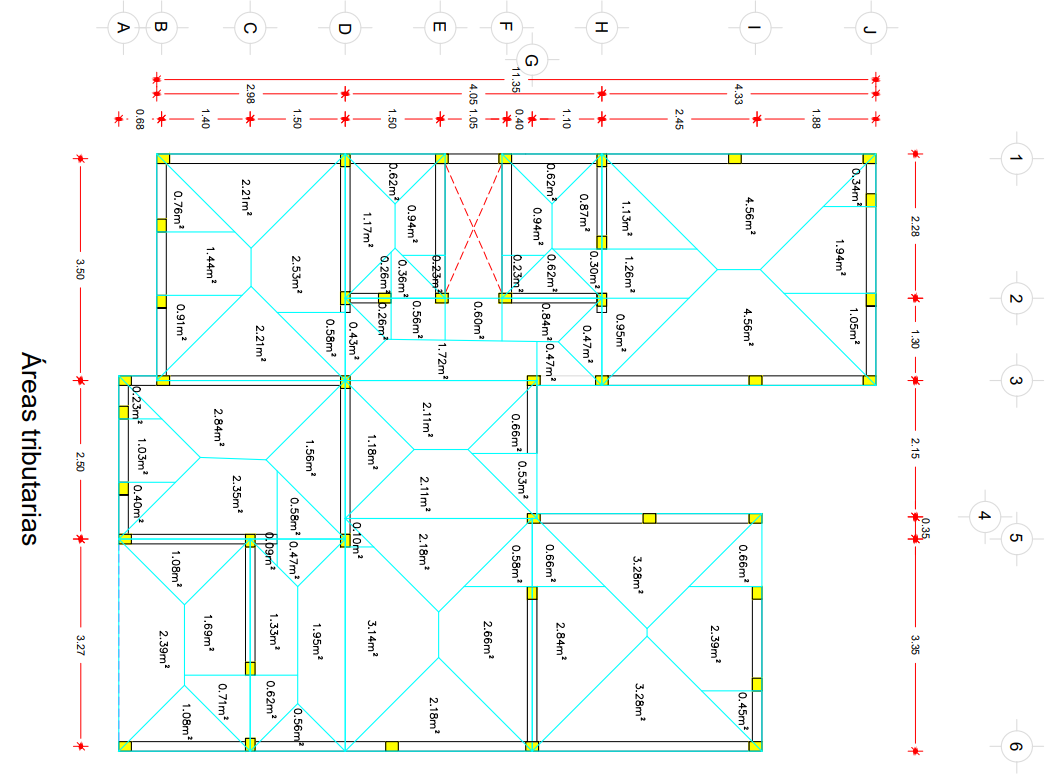 A
B
C
D
E
F
G
H
I
J
11.35
2.98
4.05
4.33
0.68
1.40
1.50
1.50
1.05
0.40
1.10
2.45
1.88
1
2
3
4
5
6
3.50
2.50
3.27
2.28
1.30
2.15
0.35
3.35
0.76m²
2.21m²
1.44m²
2.53m²
0.91m²
2.21m²
0.58m²
0.62m²
1.17m²
0.94m²
0.26m²
0.36m²
0.23m²
0.62m²
0.94m²
0.87m²
0.23m²
0.62m²
0.30m²
1.13m²
1.26m²
0.95m²
4.56m²
4.56m²
0.34m²
1.94m²
1.05m²
0.43m²
0.26m²
0.56m²
0.60m²
0.84m²
0.47m²
0.47m²
1.72m²
0.23m²
1.03m²
0.40m²
2.84m²
2.35m²
1.56m²
0.58m²
1.18m²
2.11m²
2.11m²
0.66m²
0.53m²
0.10m²
0.09m²
0.47m²
1.08m²
1.69m²
2.39m²
0.71m²
1.08m²
1.33m²
0.62m²
1.95m²
0.56m²
2.18m²
0.58m²
3.14m²
2.66m²
2.18m²
0.66m²
3.28m²
0.66m²
2.84m²
2.39m²
3.28m²
0.45m²
Áreas tributarias